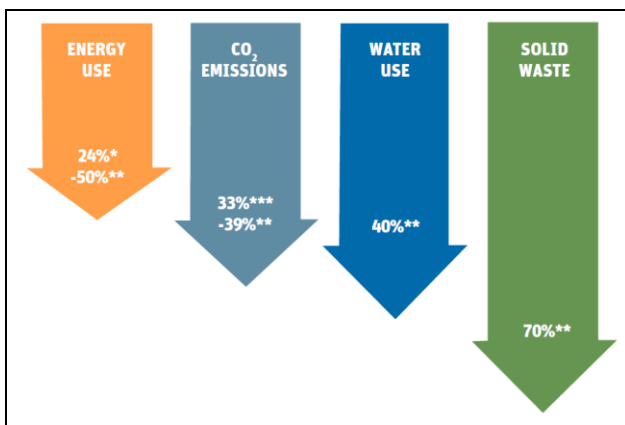 ENERGY
USE
24%*
-50%**
CO₂
EMISSIONS
33%***
-39%**
WATER
USE
40%**
SOLID
WASTE
70%**